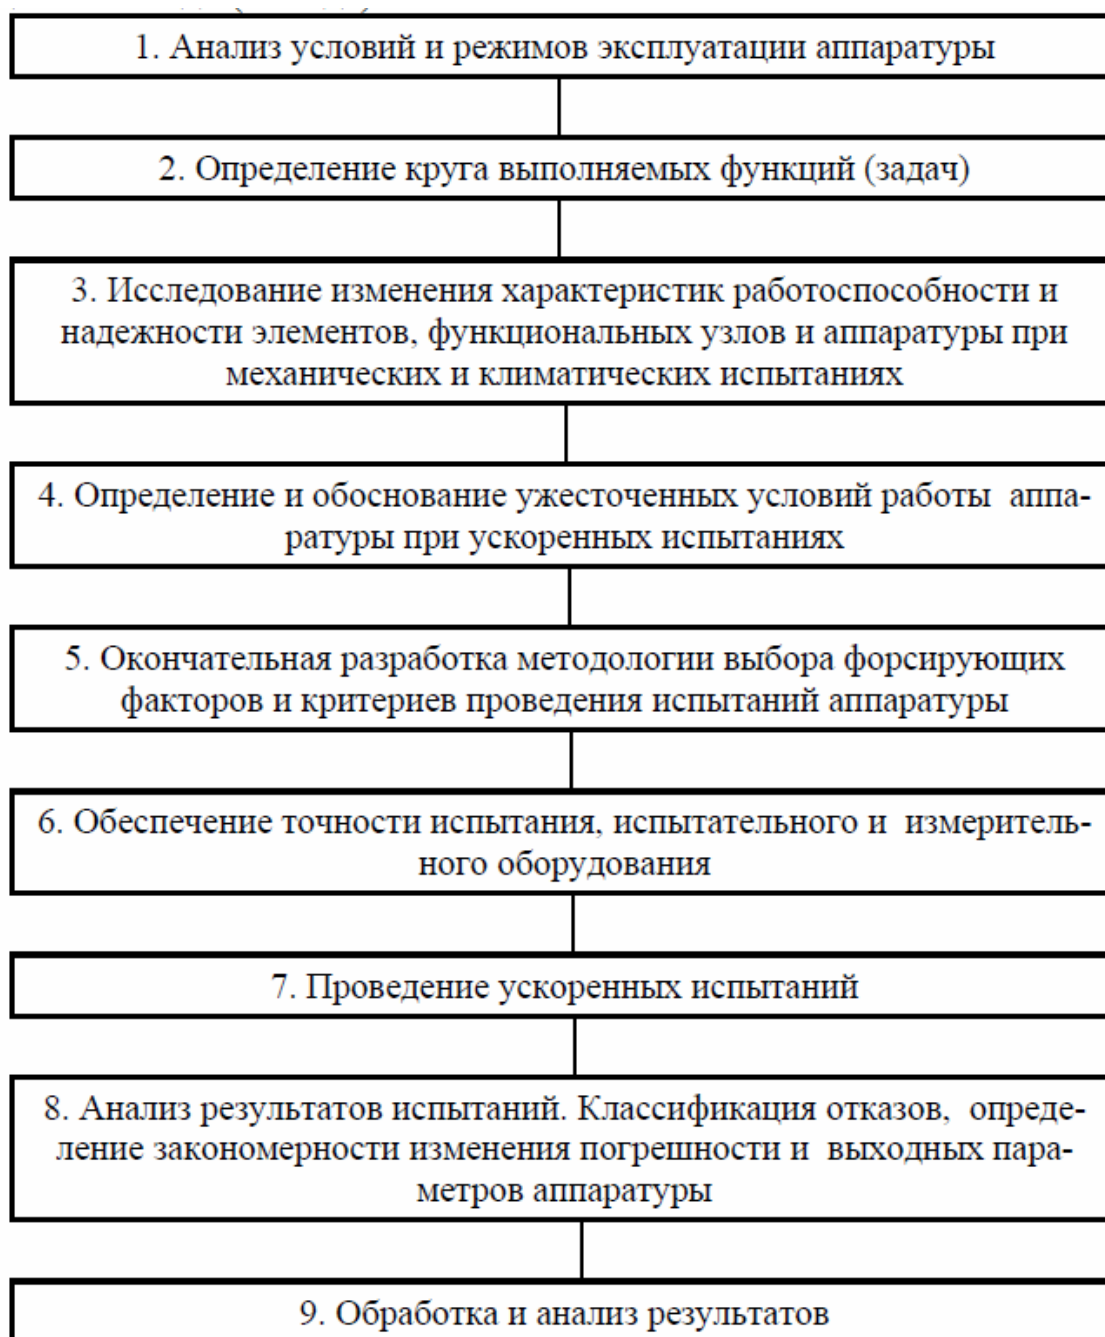 1. Анализ условий и режимов эксплуатации аппаратуры
2. Определение круга выполняемых функций (задач)
3. Исследование изменения характеристик работоспособности и
надежности элементов, функциональных узлов и аппаратуры при
механических и климатических испытаниях
4. Определение и обоснование ужесточенных условий работы аппа-
ратуры при ускоренных испытаниях
5. Окончательная разработка методологии выбора форсирующих
факторов и критериев проведения испытаний аппаратуры
6. Обеспечение точности испытания, испытательного и измеритель-
ного оборудования
7. Проведение ускоренных испытаний
8. Анализ результатов испытаний. Классификация отказов, опреде-
ление закономерности изменения погрешности и выходных пара-
метров аппаратуры
9. Обработка и анализ результатов